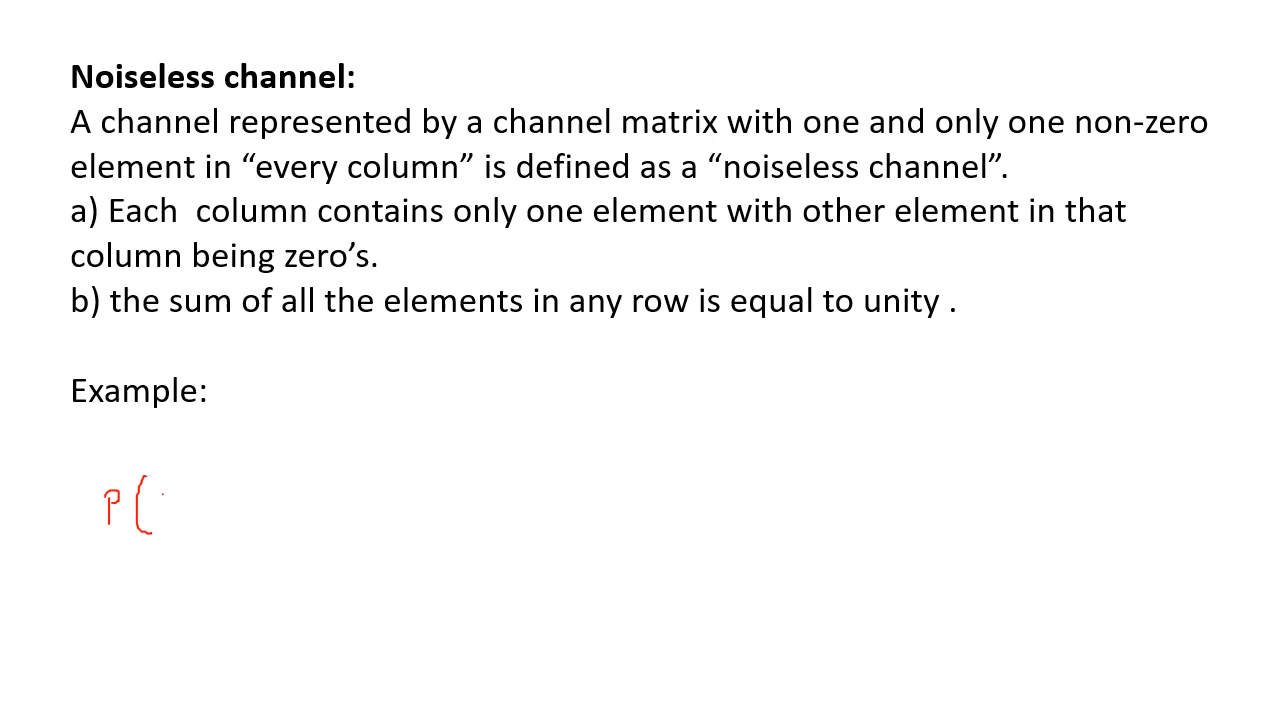 Noiseless channel:
A channel represented by a channel matrix with one and only one non-zero
element in “every column” is defined as a “noiseless channel”.
a) Each  column contains only one element with other element in that
column being zero’s.
b) the sum of all the elements in any row is equal to unity .
Example:
P(